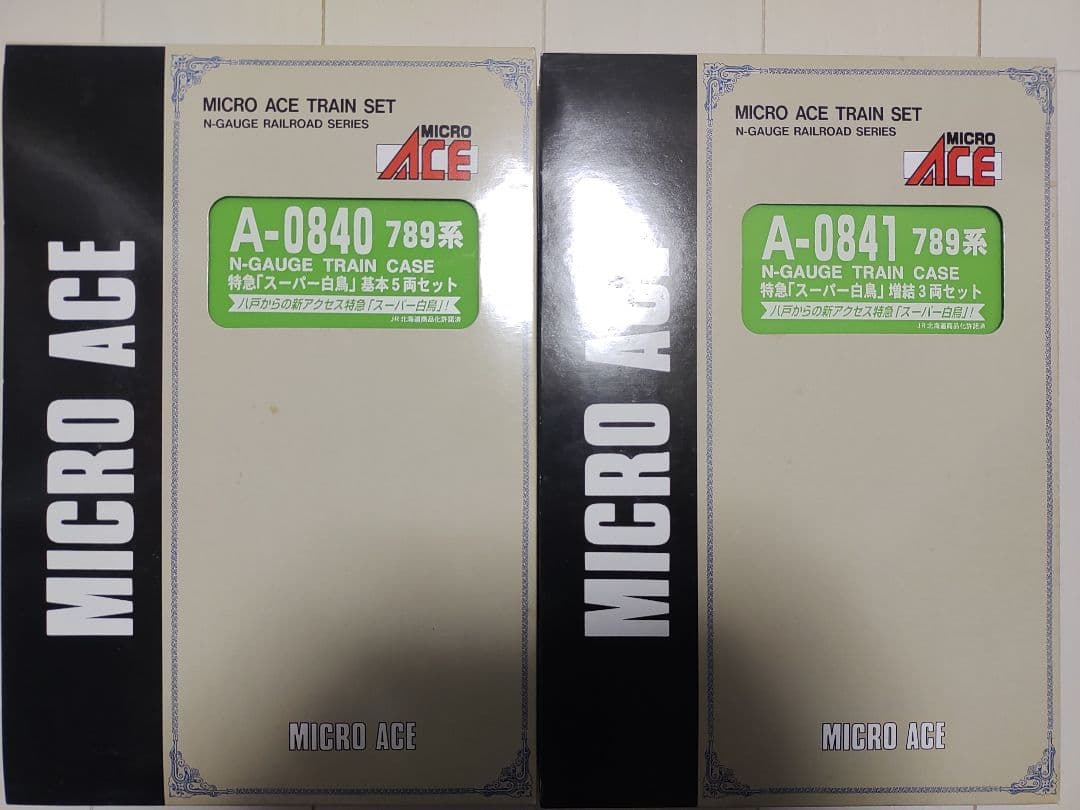 MICRO ACE
MICRO ACE TRAIN SET
N-GAUGE RAILROAD SERIES
MICRO
ACE
A-0840 789系
N-GAUGE TRAIN CASE
特急「スーパー白鳥」基本5両セット
八戸からの新アクセス特急「スーパー白鳥」!
JR北海道商品化許諾済
MICRO ACE
MICRO ACE
MICRO ACE TRAIN SET
N-GAUGE RAILROAD SERIES
MICRO
ACE
A-0841 789系
N-GAUGE TRAIN CASE
特急「スーパー白鳥」増結3両セット
八戸からの新アクセス特急「スーパー白鳥」!
JR北海道商品化許諾済
MICRO ACE